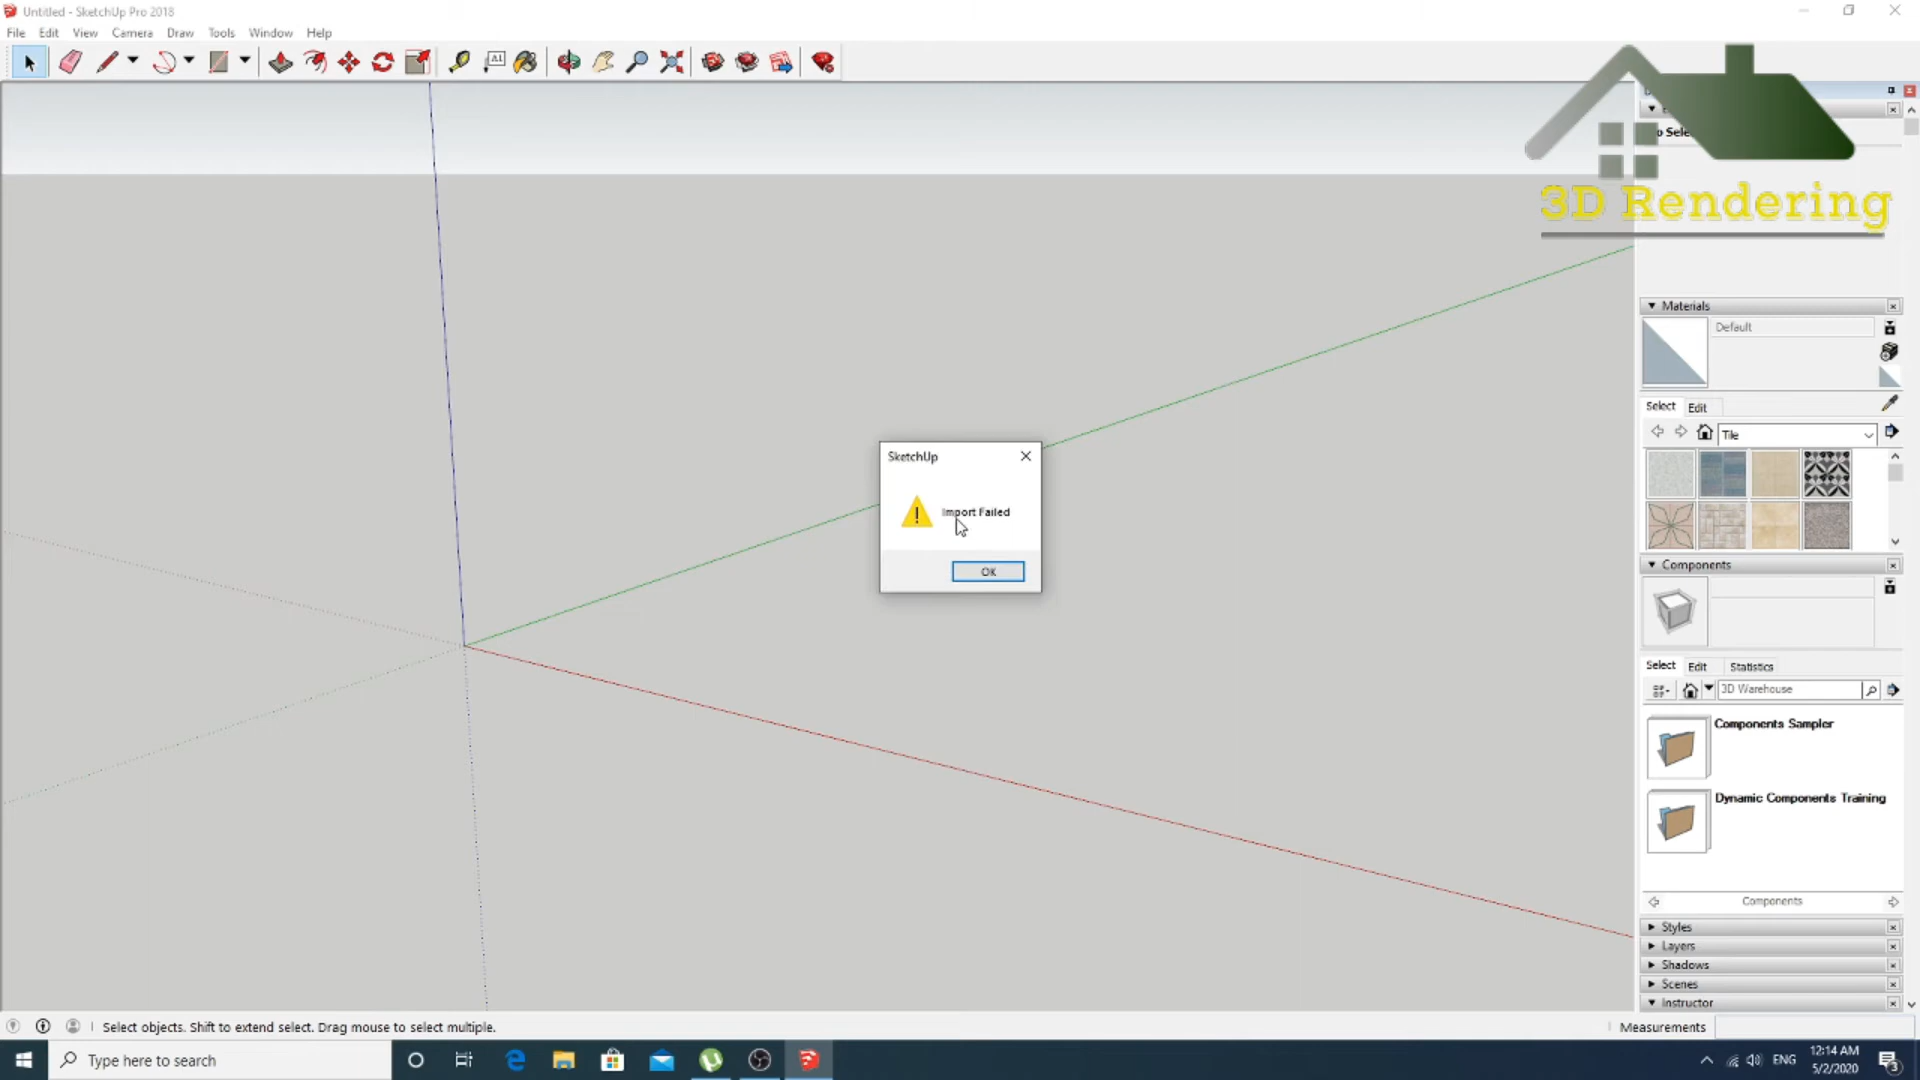 Untitled - SketchUp Pro 2018
File Edit View Camera Draw Tools Window Help
3D Rendering
Materials
Default
Select Edit
Tile
SketchUp
Import Failed
OK
Components
Select Edit Statistics
3D Warehouse
Components Sampler
Dynamic Components Training
Components
Styles
Layers
Shadows
Scenes
Instructor
Select objects. Shift to extend select. Drag mouse to select multiple.
Measurements
Type here to search
ENG
12:14 AM
5/2/2020
3